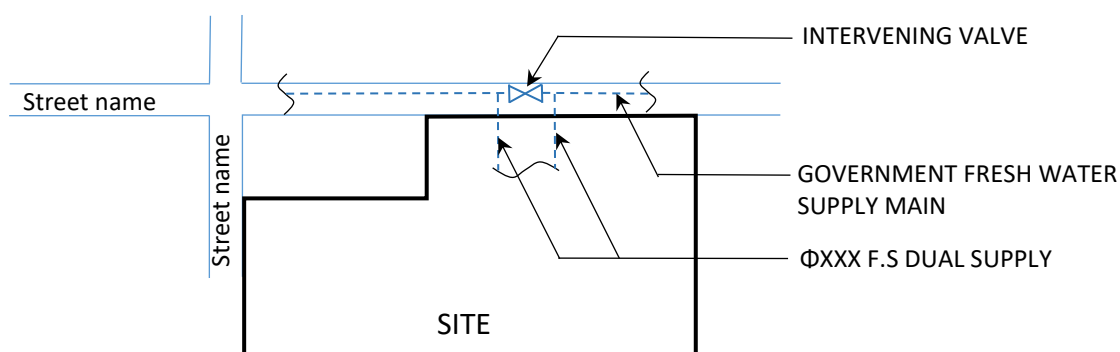 INTERVENING VALVE
Street name
Street name
GOVERNMENT FRESH WATER
SUPPLY MAIN
ΦXXX F.S DUAL SUPPLY
SITE